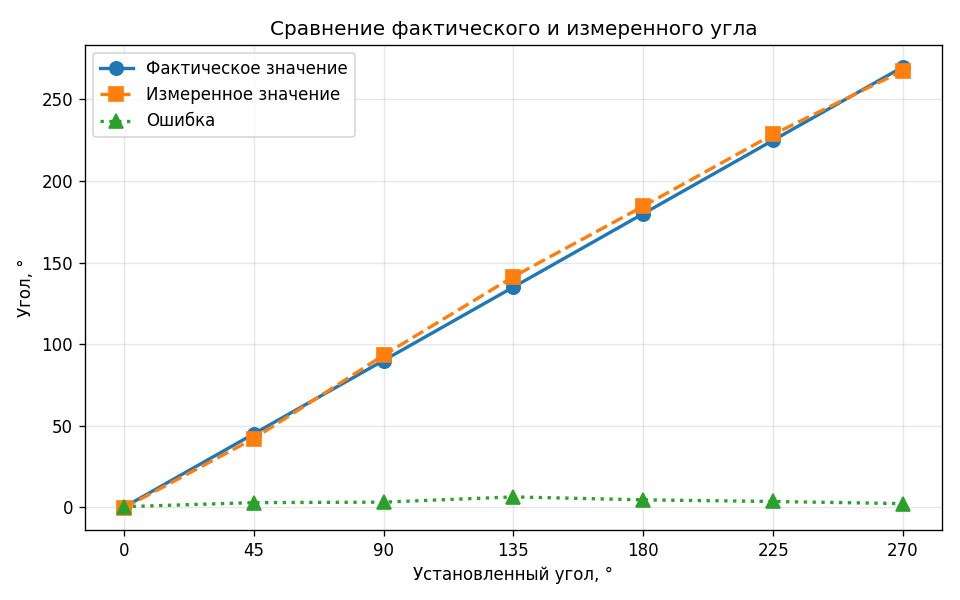 Сравнение фактического и измеренного угла
Фактическое значение
Измеренное значение
Ошибка
Угол, °
250
200
150
100
50
0
0 45 90 135 180 225 270
Установленный угол, °